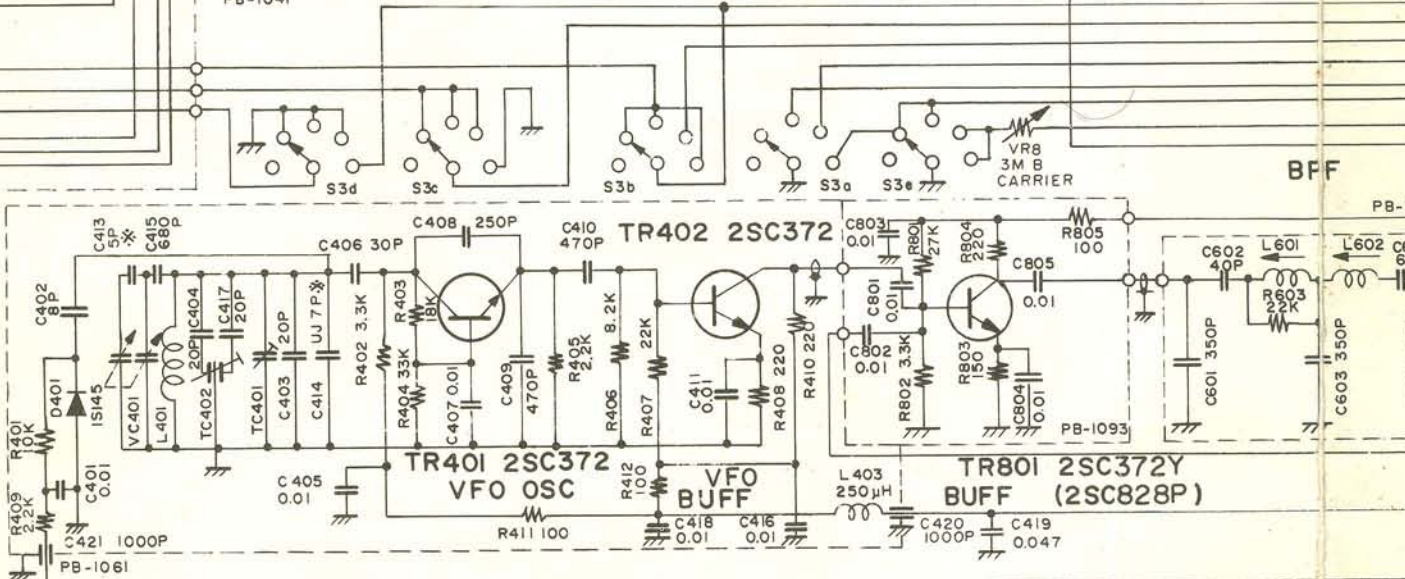 PB-1041
S3d
S3c
S3b
S3a
S3e
VR8
3M B
CARRIER
BPF
PB-
C413
5P※
C415
680
P
C408 250P
C410
470P
TR402 2SC372
C803
0.01
R801
27K
R804
220
R805
100
C602
40P
L601
L602
C6
6
C402
8P
C406 30P
C404
20P
C417
20P
R402 3.3K
R403
18K
R404 33K
C407 0.01
C409
470P
R405
2.2K
8.2K
R406
22K
R407
C411
0.01
R408 220
R410 220
C801
0.01
C802
0.01
R802 3.3K
R803
150
C805
0.01
C804
0.01
R603
22K
C601 350P
C603 350P
D401
1S145
R401
10K
VC401
L401
TC402
TC401
20P
C403
UJ 7P※
C414
PB-1093
R409
2.2K
C401
0.01
C405
0.01
TR401 2SC372
VFO OSC
R412
100
VFO
BUFF
L403
250μH
TR801 2SC372Y
BUFF (2SC828P)
R411 100
C418
0.01
C416
0.01
C420
1000P
C419
0.047
C421 1000P
PB-1061